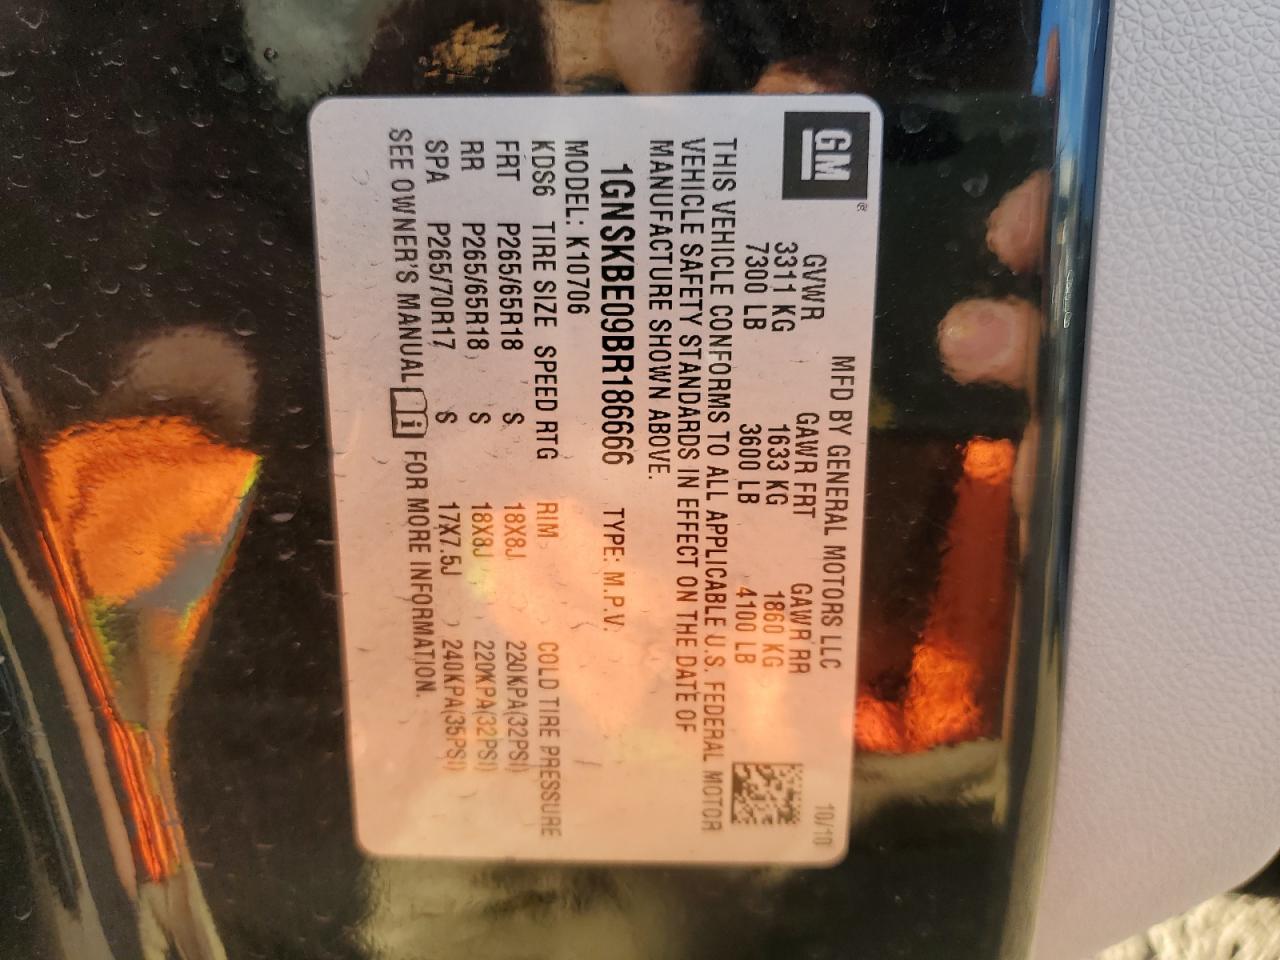 GM®
MFD BY GENERAL MOTORS LLC 10/10
GVWR GAWR FRT GAWR RR
3311 KG 1633 KG 1860 KG
7300 LB 3600 LB 4100 LB
THIS VEHICLE CONFORMS TO ALL APPLICABLE U.S. FEDERAL MOTOR
VEHICLE SAFETY STANDARDS IN EFFECT ON THE DATE OF
MANUFACTURE SHOWN ABOVE.
1GNSKBE09BR186666 TYPE: M.P.V.
MODEL: K10706
KDS6 TIRE SIZE SPEED RTG RIM COLD TIRE PRESSURE
FRT P265/65R18 S 18X8J 220KPA(32PSI)
RR P265/65R18 S 18X8J 220KPA(32PSI)
SPA P265/70R17 S 17X7.5J 240KPA(35PSI)
SEE OWNER'S MANUAL i FOR MORE INFORMATION.